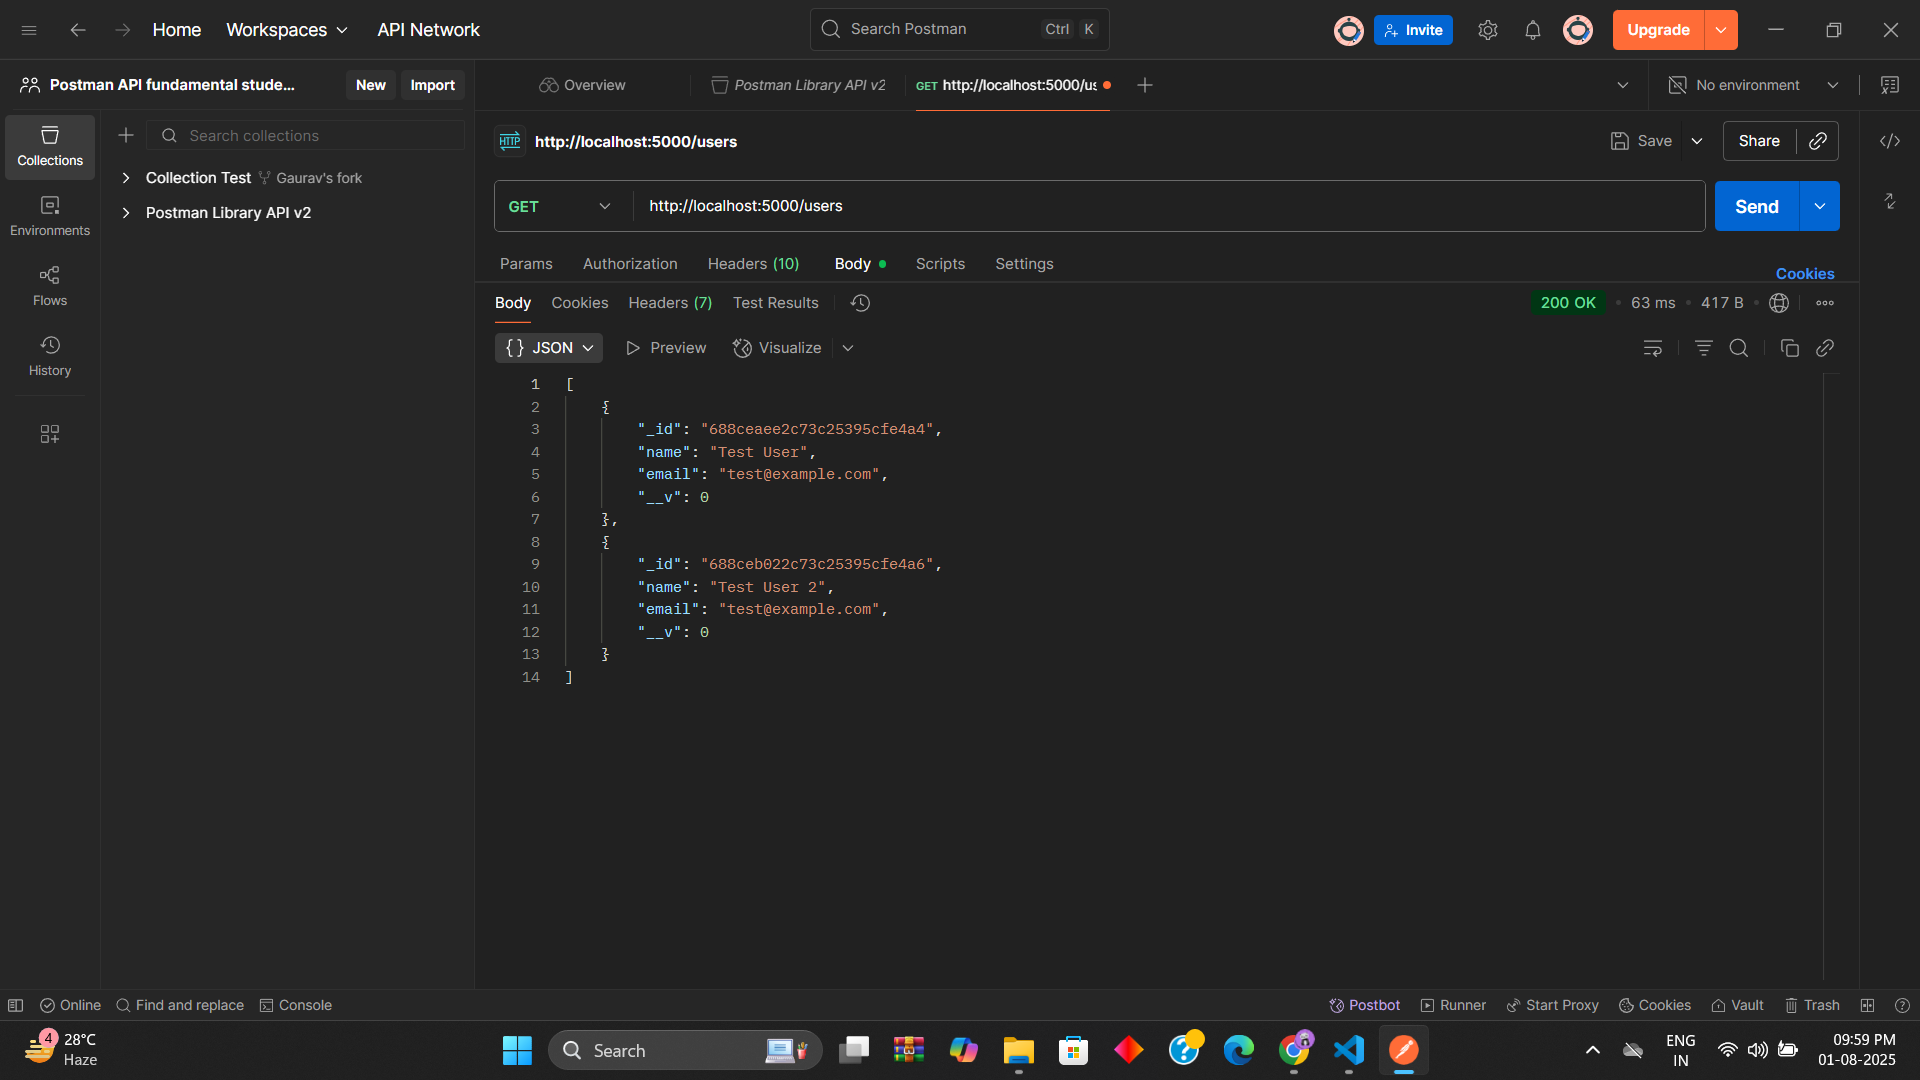 Home Workspaces API Network
Search Postman Ctrl K
Invite
Upgrade
Postman API fundamental stude... New Import
Overview Postman Library API v2 GET http://localhost:5000/us
No environment
Collections
Environments
Flows
History
Search collections
Collection Test Gaurav's fork
Postman Library API v2
HTTP http://localhost:5000/users
Save Share
GET http://localhost:5000/users Send
Params Authorization Headers (10) Body Scripts Settings
Cookies
Body Cookies Headers (7) Test Results
200 OK • 63 ms • 417 B
{} JSON Preview Visualize
1 [
2 {
3 "_id": "688ceaee2c73c25395cfe4a4",
4 "name": "Test User",
5 "email": "test@example.com",
6 "__v": 0
7 },
8 {
9 "_id": "688ceb022c73c25395cfe4a6",
10 "name": "Test User 2",
11 "email": "test@example.com",
12 "__v": 0
13 }
14 ]
Online Find and replace Console
Postbot Runner Start Proxy Cookies Vault Trash
4 28°C
Haze
Search
ENG
IN
09:59 PM
01-08-2025